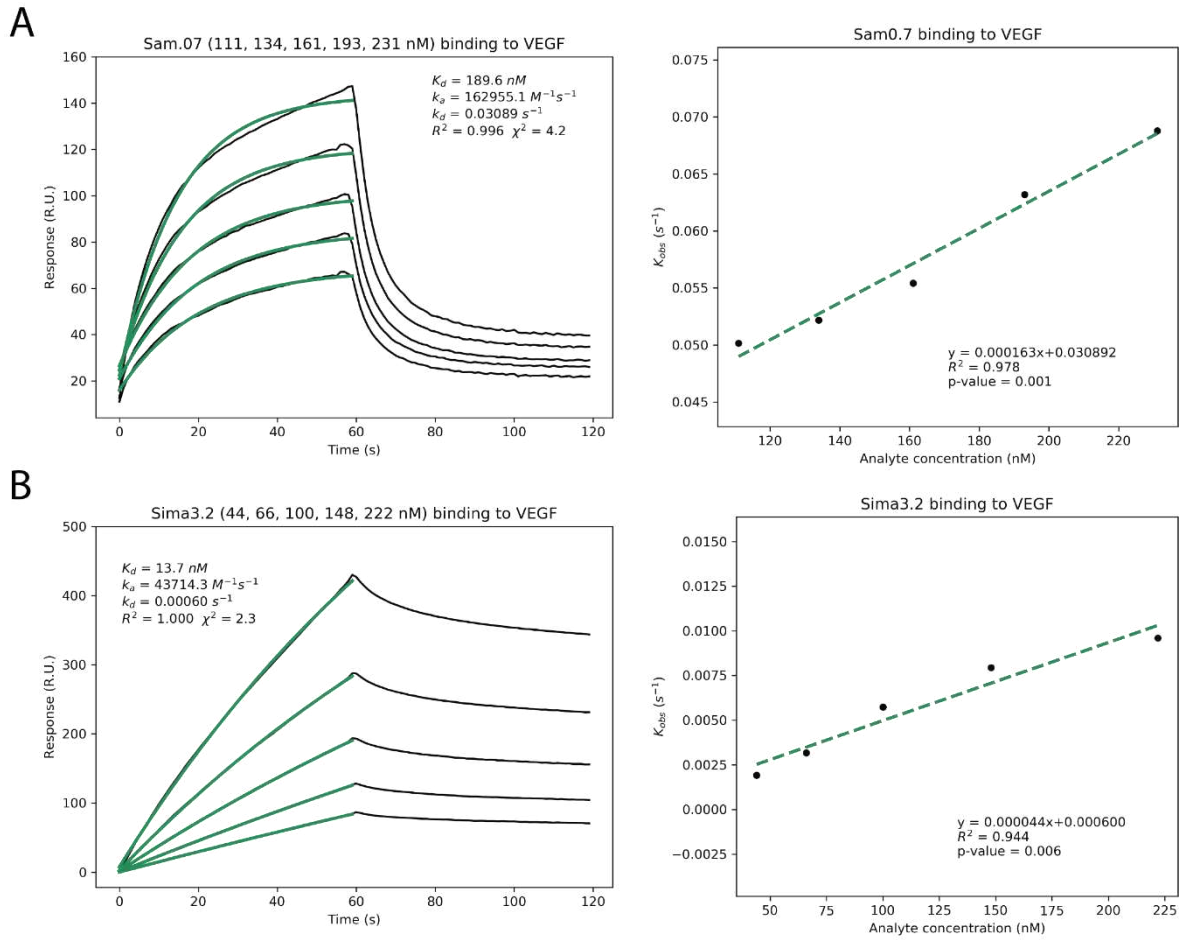 A
Sam.07 (111, 134, 161, 193, 231 nM) binding to VEGF
160
140
120
100
80
60
40
20
Response (R.U.)
K_d = 189.6 nM
k_a = 162955.1 M⁻¹s⁻¹
k_d = 0.03089 s⁻¹
R² = 0.996 χ² = 4.2
0 20 40 60 80 100 120
Time (s)
Sam0.7 binding to VEGF
0.075
0.070
0.065
0.060
0.055
0.050
0.045
K_obs (s⁻¹)
y = 0.000163x+0.030892
R² = 0.978
p-value = 0.001
120 140 160 180 200 220
Analyte concentration (nM)
B
Sima3.2 (44, 66, 100, 148, 222 nM) binding to VEGF
500
400
300
200
100
0
Response (R.U.)
K_d = 13.7 nM
k_a = 43714.3 M⁻¹s⁻¹
k_d = 0.00060 s⁻¹
R² = 1.000 χ² = 2.3
0 20 40 60 80 100 120
Time (s)
Sima3.2 binding to VEGF
0.0150
0.0125
0.0100
0.0075
0.0050
0.0025
0.0000
−0.0025
K_obs (s⁻¹)
y = 0.000044x+0.000600
R² = 0.944
p-value = 0.006
50 75 100 125 150 175 200 225
Analyte concentration (nM)